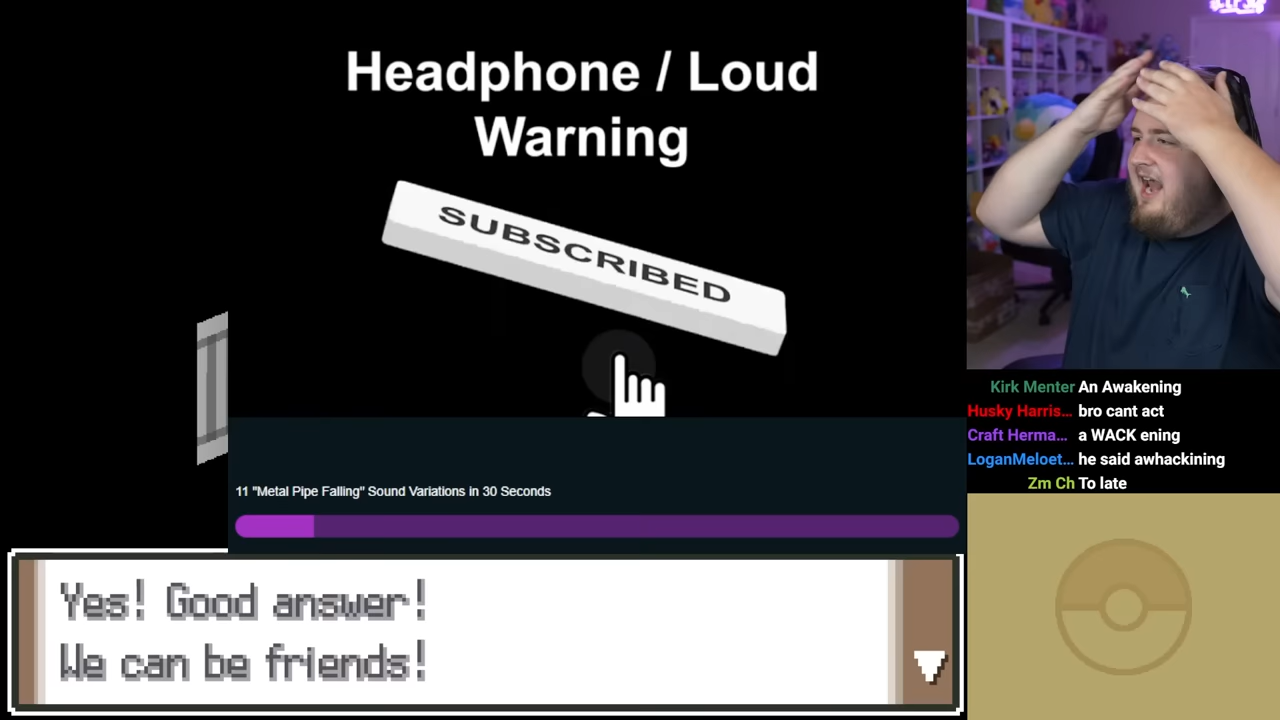 Headphone / Loud
Warning
SUBSCRIBED
11 "Metal Pipe Falling" Sound Variations in 30 Seconds
Yes! Good answer!
We can be friends!
Kirk Menter An Awakening
Husky Harris… bro cant act
Craft Herma… a WACK ening
LoganMeloet… he said awhackining
Zm Ch To late